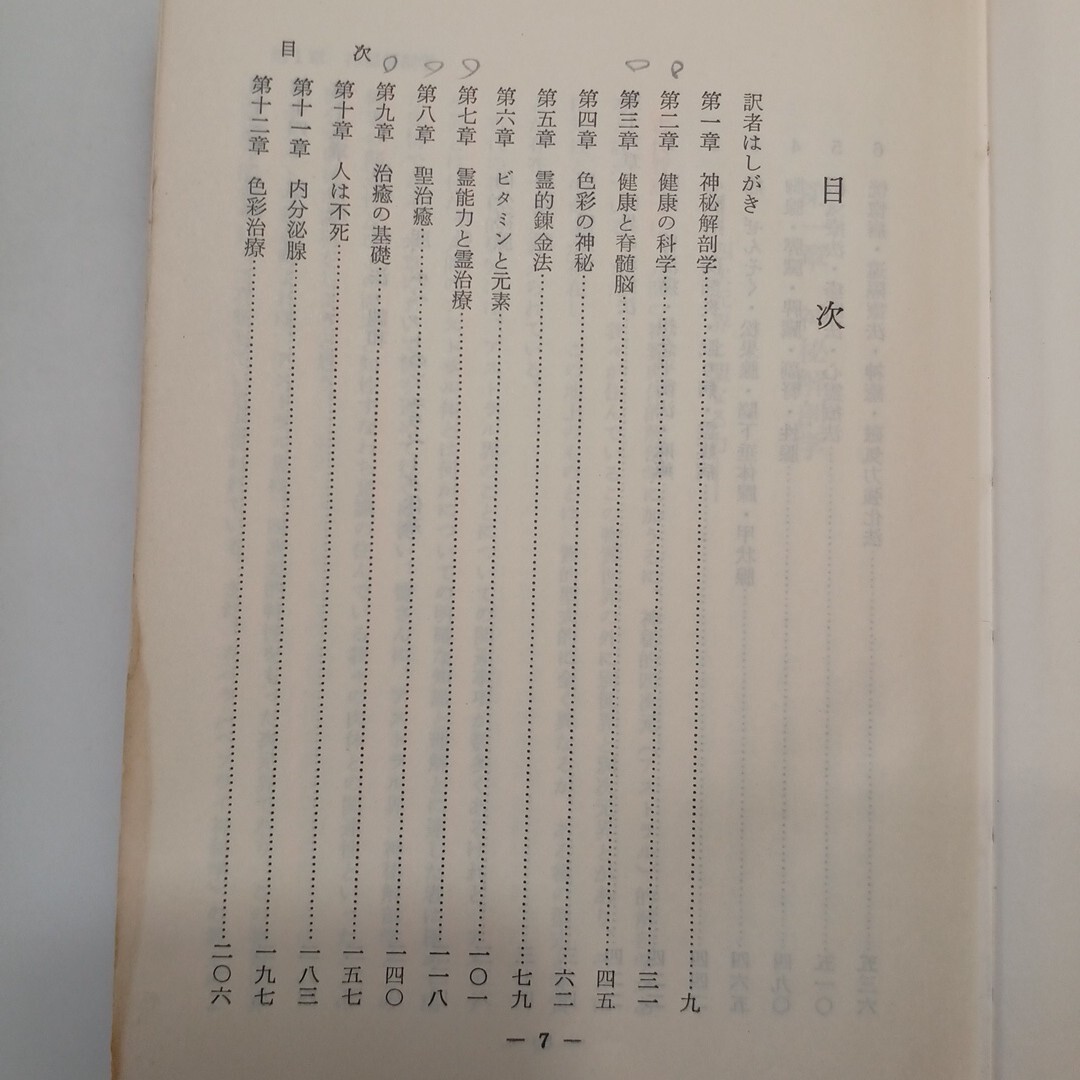 目次
訳者はしがき
第一章 神秘解剖学……九
第二章 健康の科学……三一
第三章 健康と脊髄脳……四五
第四章 色彩の神秘……六二
第五章 霊的錬金法……七九
第六章 ビタミンと元素……一〇一
第七章 霊能力と霊治療……一一八
第八章 聖治癒……一四〇
第九章 治癒の基礎……一五七
第十章 人は不死……一八三
第十一章 内分泌腺……一九七
第十二章 色彩治療……二〇六
目 次
— 7 —